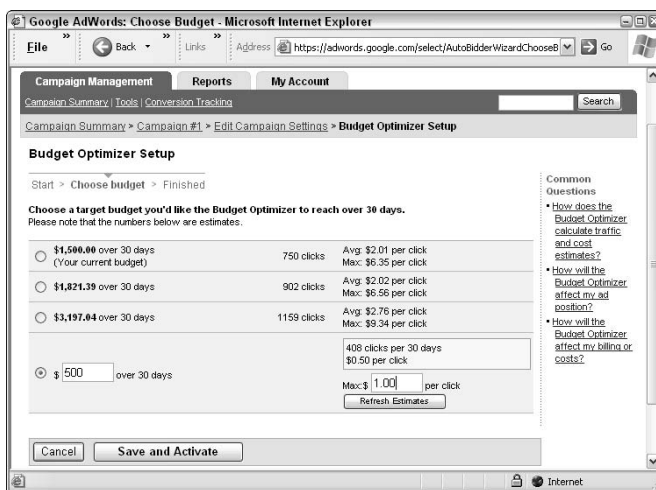 Google AdWords: Choose Budget - Microsoft Internet Explorer
File » Back » Links » Address https://adwords.google.com/select/AutoBidderWizardChooseB Go
Campaign Management Reports My Account
Campaign Summary | Tools | Conversion Tracking Search
Campaign Summary > Campaign #1 > Edit Campaign Settings > Budget Optimizer Setup
Budget Optimizer Setup
Start > Choose budget > Finished
Choose a target budget you'd like the Budget Optimizer to reach over 30 days.
Please note that the numbers below are estimates.
$1,500.00 over 30 days
(Your current budget)
750 clicks
Avg: $2.01 per click
Max: $6.35 per click
$1,821.39 over 30 days
902 clicks
Avg: $2.02 per click
Max: $6.56 per click
$3,197.04 over 30 days
1159 clicks
Avg: $2.76 per click
Max: $9.34 per click
$ 500 over 30 days
408 clicks per 30 days
$0.50 per click
Max:$ 1.00 per click
Refresh Estimates
Cancel Save and Activate
Common
Questions
• How does the
Budget Optimizer
calculate traffic
and cost
estimates?
• How will the
Budget Optimizer
affect my ad
position?
• How will the
Budget Optimizer
affect my billing or
costs?
Internet